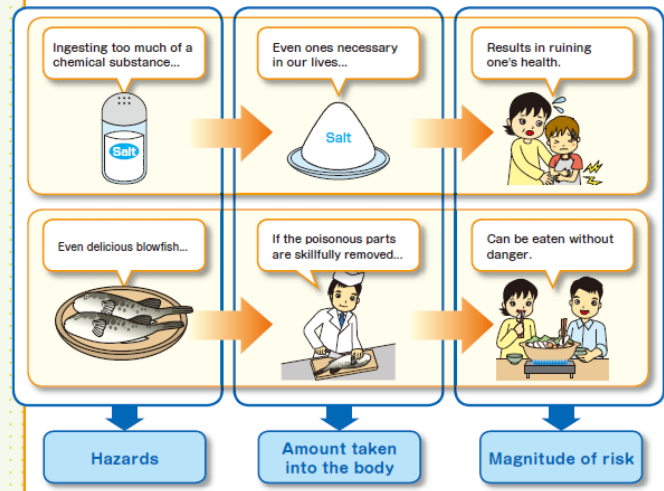 Ingesting too much of a
chemical substance...
Even ones necessary
in our lives...
Results in ruining
one's health.
Salt
Salt
Even delicious blowfish...
If the poisonous parts
are skillfully removed...
Can be eaten without
danger.
Hazards
Amount taken
into the body
Magnitude of risk